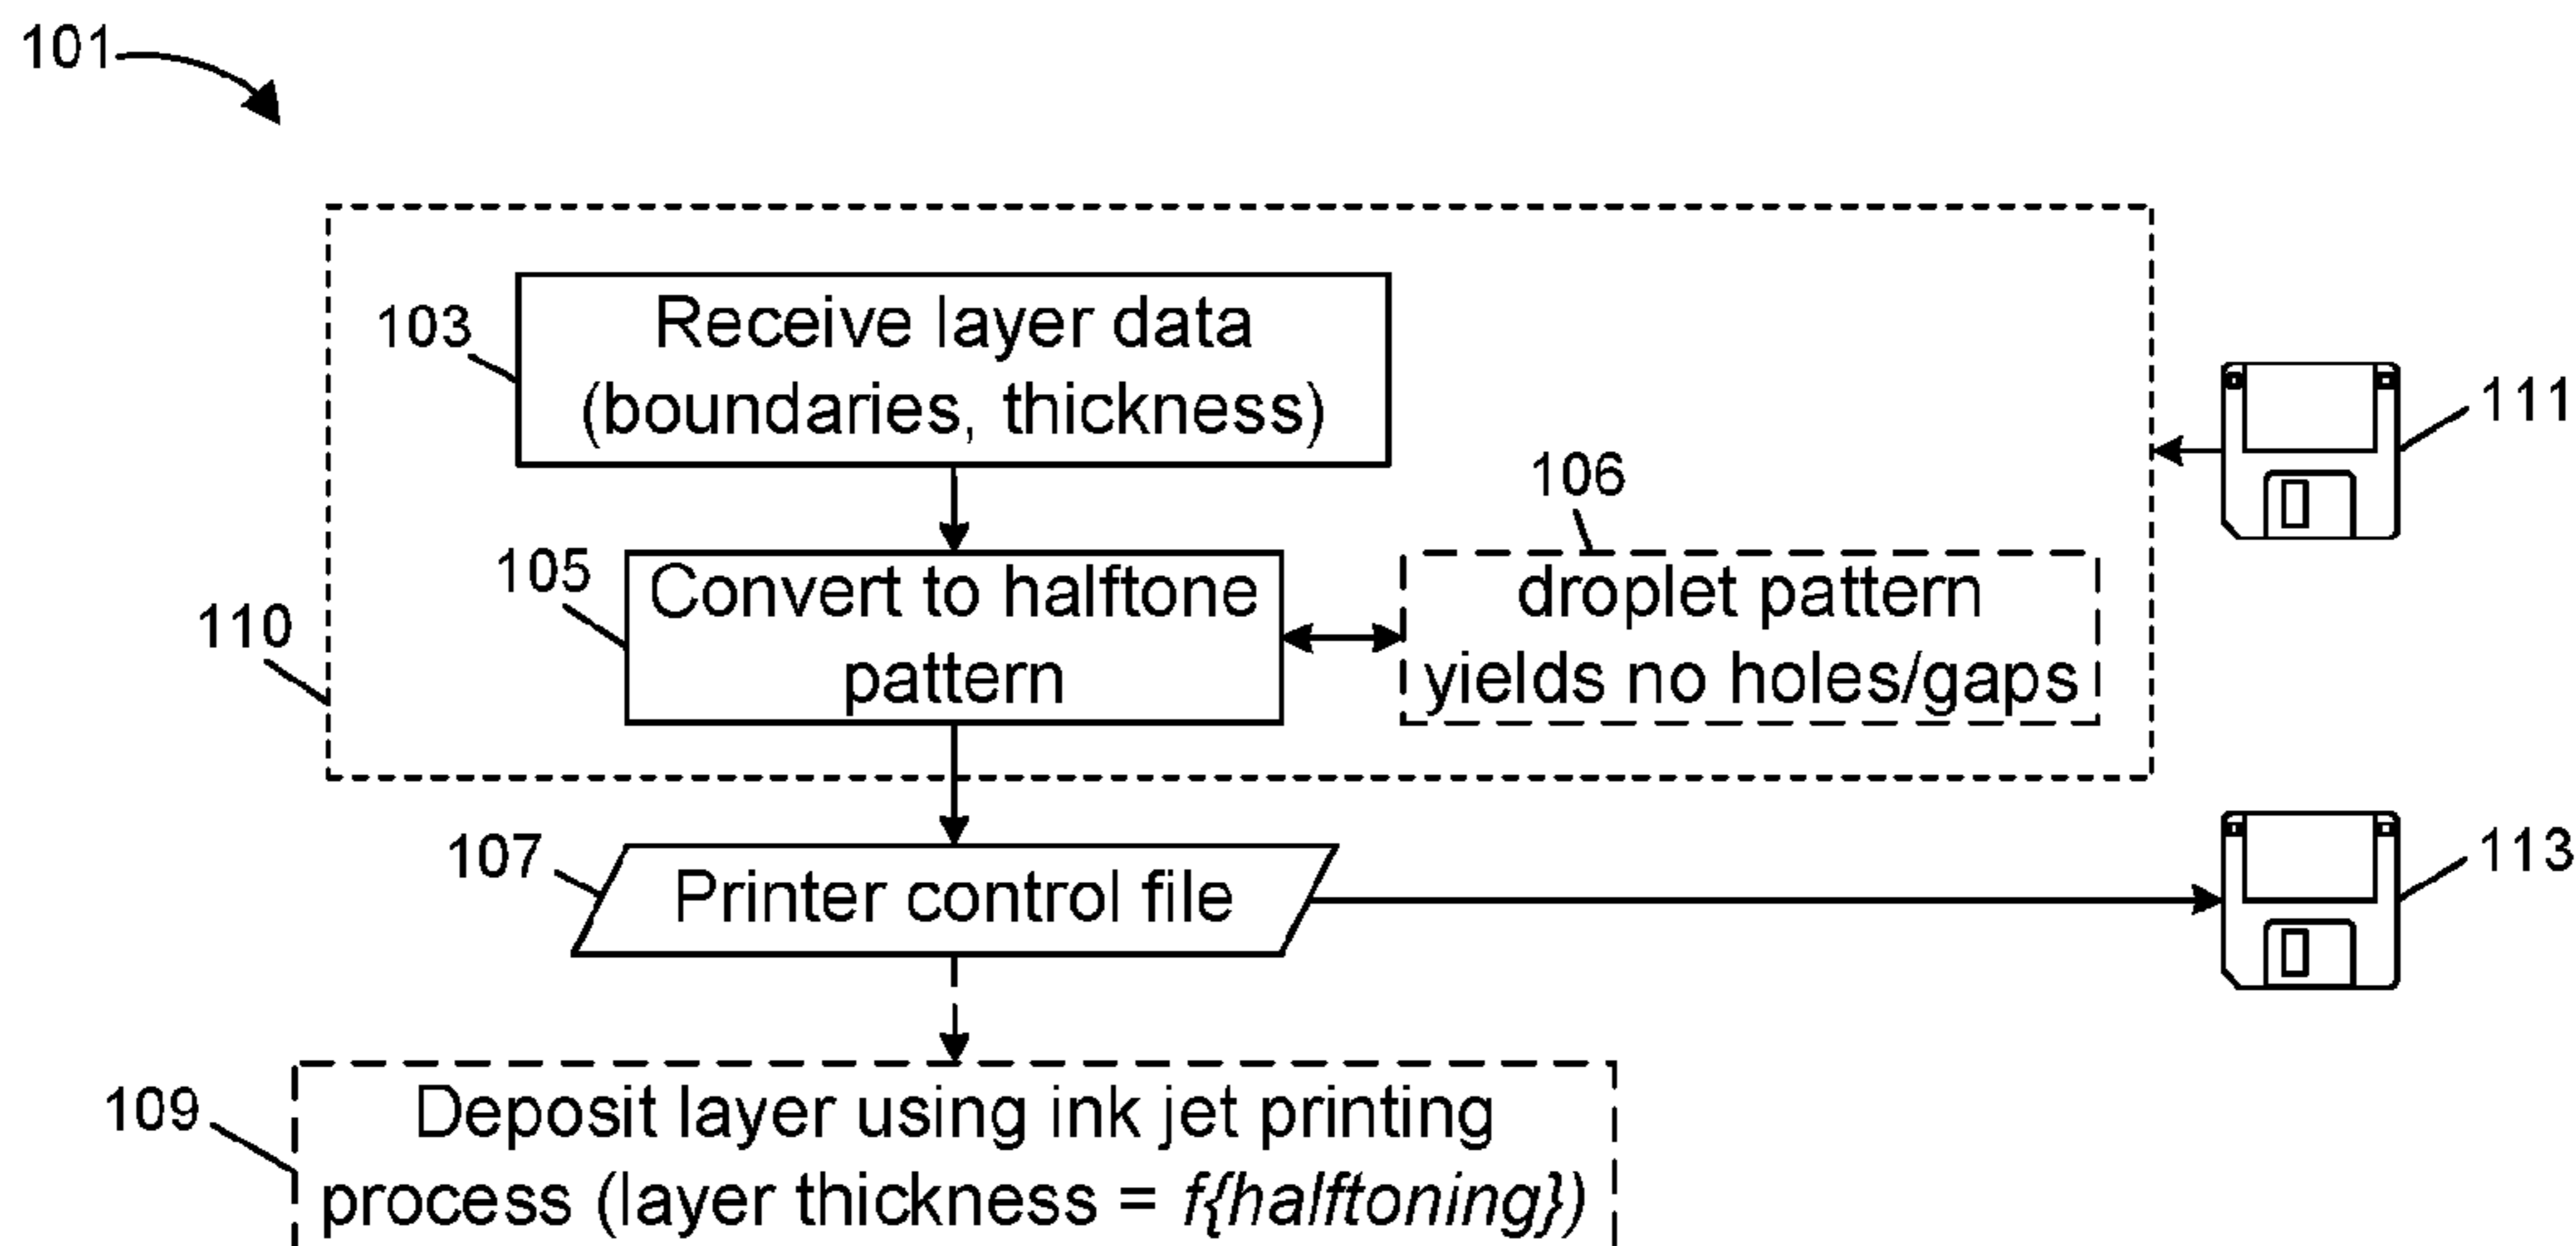 101
103
Receive layer data
(boundaries, thickness)
111
106
105
Convert to halftone
pattern
droplet pattern
yields no holes/gaps
110
107
Printer control file
113
109
Deposit layer using ink jet printing
process (layer thickness = f{halftoning})